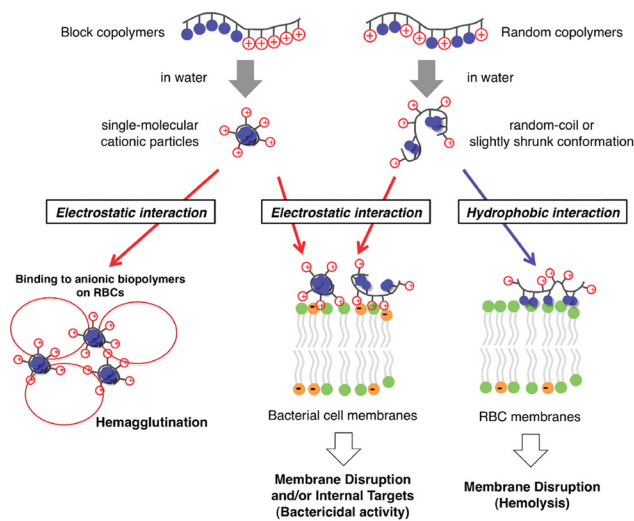 Block copolymers
Random copolymers
in water
in water
single-molecular
cationic particles
random-coil or
slightly shrunk conformation
Electrostatic interaction
Electrostatic interaction
Hydrophobic interaction
Binding to anionic biopolymers
on RBCs
Hemagglutination
Bacterial cell membranes
RBC membranes
Membrane Disruption
and/or Internal Targets
(Bactericidal activity)
Membrane Disruption
(Hemolysis)